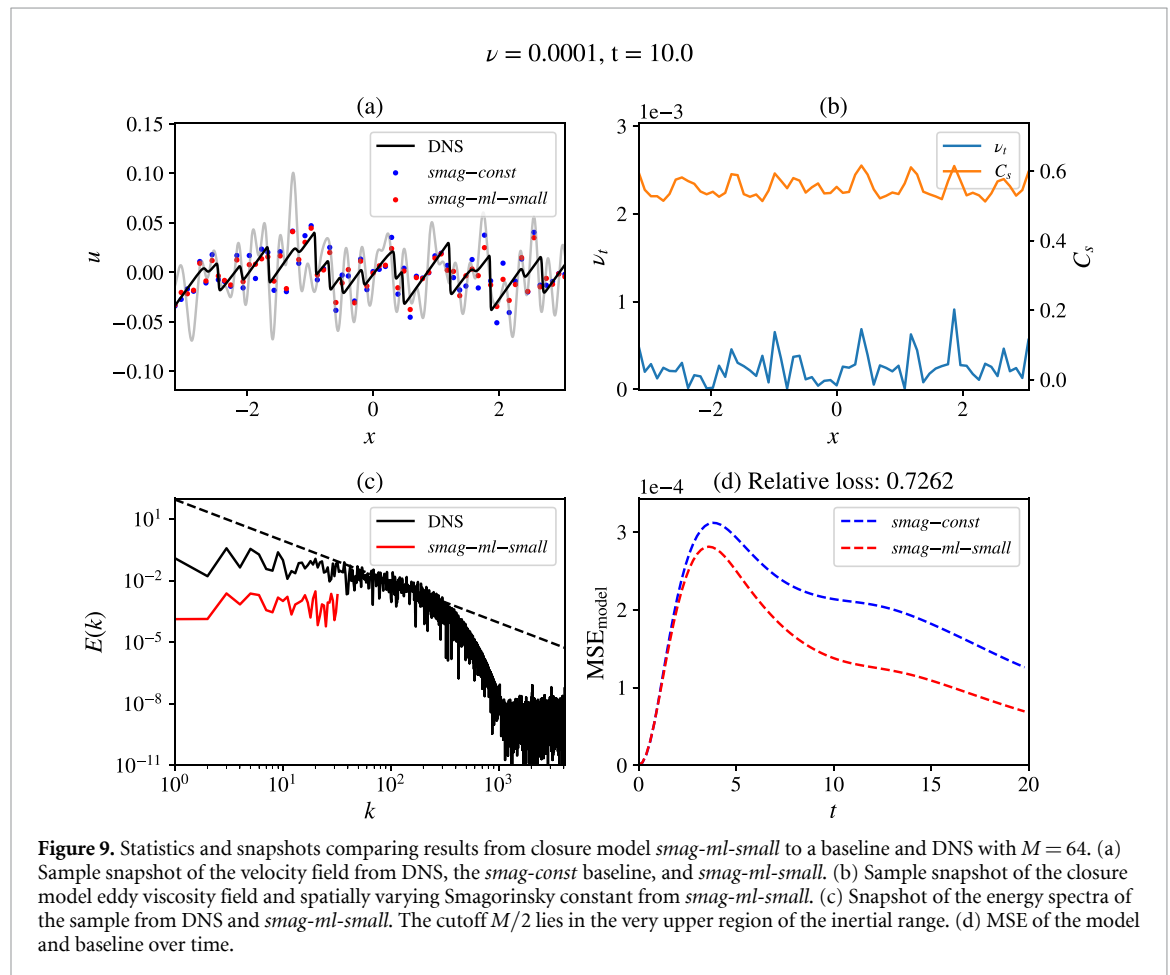 ν = 0.0001, t = 10.0
(a)
0.15
0.10
0.05
0.00
−0.05
−0.10
u
DNS
smag−const
smag−ml−small
−2
0
2
x
(b)
1e−3
3
2
1
0
ν_t
ν_t
C_s
0.6
0.4
0.2
0.0
C_s
−2
0
2
x
(c)
10^1
10^−2
10^−5
10^−8
10^−11
E(k)
DNS
smag−ml−small
10^0
10^1
10^2
10^3
k
(d) Relative loss: 0.7262
1e−4
3
2
1
0
MSE_model
smag−const
smag−ml−small
0
5
10
15
20
t
Figure 9. Statistics and snapshots comparing results from closure model smag-ml-small to a baseline and DNS with M = 64. (a)
Sample snapshot of the velocity field from DNS, the smag-const baseline, and smag-ml-small. (b) Sample snapshot of the closure
model eddy viscosity field and spatially varying Smagorinsky constant from smag-ml-small. (c) Snapshot of the energy spectra of
the sample from DNS and smag-ml-small. The cutoff M/2 lies in the very upper region of the inertial range. (d) MSE of the model
and baseline over time.